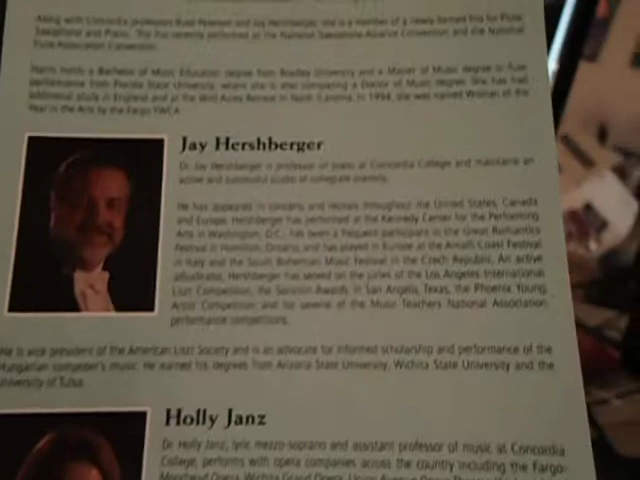 Along with Concordia professors Russ Peterson and Jay Hershberger, she is a member of a newly formed trio for Flute,
Saxophone and Piano. The trio recently performed at the National Saxophone Alliance Convention and the National
Flute Association Convention.
Harris holds a Bachelor of Music Education degree from Bradley University and a Master of Music degree in flute
performance from Florida State University, where she is also completing a Doctor of Music degree. She has had
additional study in England and at the Wild Acres Retreat in North Carolina. In 1994, she was named Woman of the
Year in the Arts by the Fargo YWCA.
Jay Hershberger
Dr. Jay Hershberger is professor of piano at Concordia College and maintains an
active and successful studio of collegiate pianists.
He has appeared in concerts and recitals throughout the United States, Canada
and Europe. Hershberger has performed at the Kennedy Center for the Performing
Arts in Washington, D.C., has been a frequent participant in the Great Romantics
Festival in Hamilton, Ontario, and has played in Europe at the Amalfi Coast Festival
in Italy and the South Bohemian Music Festival in the Czech Republic. An active
adjudicator, Hershberger has served on the juries of the Los Angeles International
Liszt Competition, the Sorantin Awards in San Angelo, Texas, the Phoenix Young
Artist Competition and for several of the Music Teachers National Association
performance competitions.
He is vice president of the American Liszt Society and is an advocate for informed scholarship and performance of the
Hungarian composer's music. He earned his degrees from Arizona State University, Wichita State University and the
University of Tulsa.
Holly Janz
Dr. Holly Janz, lyric mezzo-soprano and assistant professor of music at Concordia
College, performs with opera companies across the country including the Fargo-
Moorhead Opera, Wichita Grand Opera, Union Avenue Opera